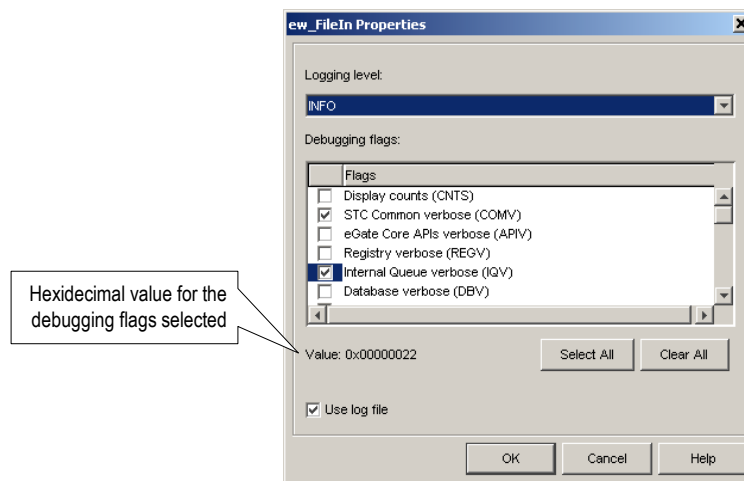 ew_FileIn Properties
Logging level:
INFO
Debugging flags:
Flags
Display counts (CNTS)
STC Common verbose (COMV)
eGate Core APIs verbose (APIV)
Registry verbose (REGV)
Internal Queue verbose (IQV)
Database verbose (DBV)
Hexidecimal value for the
debugging flags selected
Value: 0x00000022
Select All
Clear All
Use log file
OK
Cancel
Help